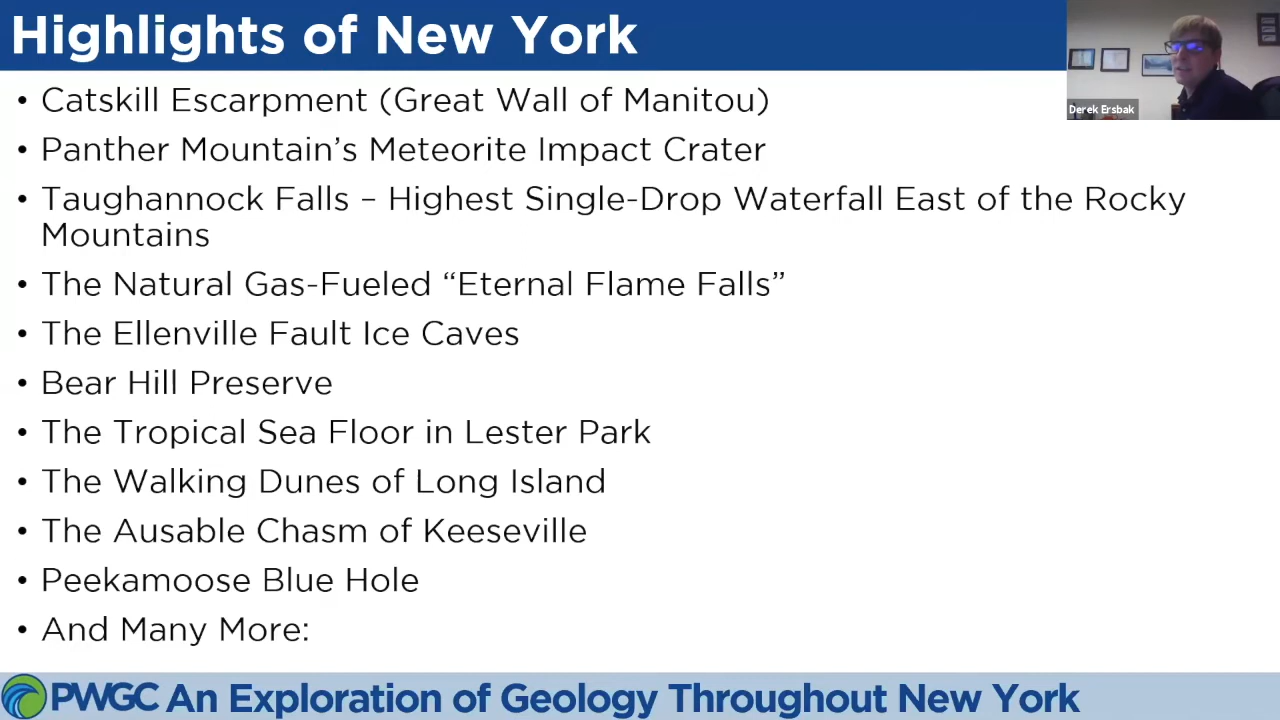 Highlights of New York
Derek Ersbak
• Catskill Escarpment (Great Wall of Manitou)
• Panther Mountain’s Meteorite Impact Crater
• Taughannock Falls – Highest Single-Drop Waterfall East of the Rocky
Mountains
• The Natural Gas-Fueled “Eternal Flame Falls”
• The Ellenville Fault Ice Caves
• Bear Hill Preserve
• The Tropical Sea Floor in Lester Park
• The Walking Dunes of Long Island
• The Ausable Chasm of Keeseville
• Peekamoose Blue Hole
• And Many More:
PWGC An Exploration of Geology Throughout New York